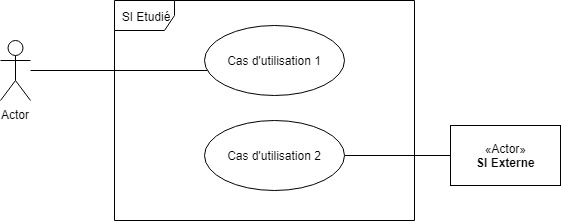 SI Etudié
Cas d'utilisation 1
Actor
Cas d'utilisation 2
«Actor»
SI Externe